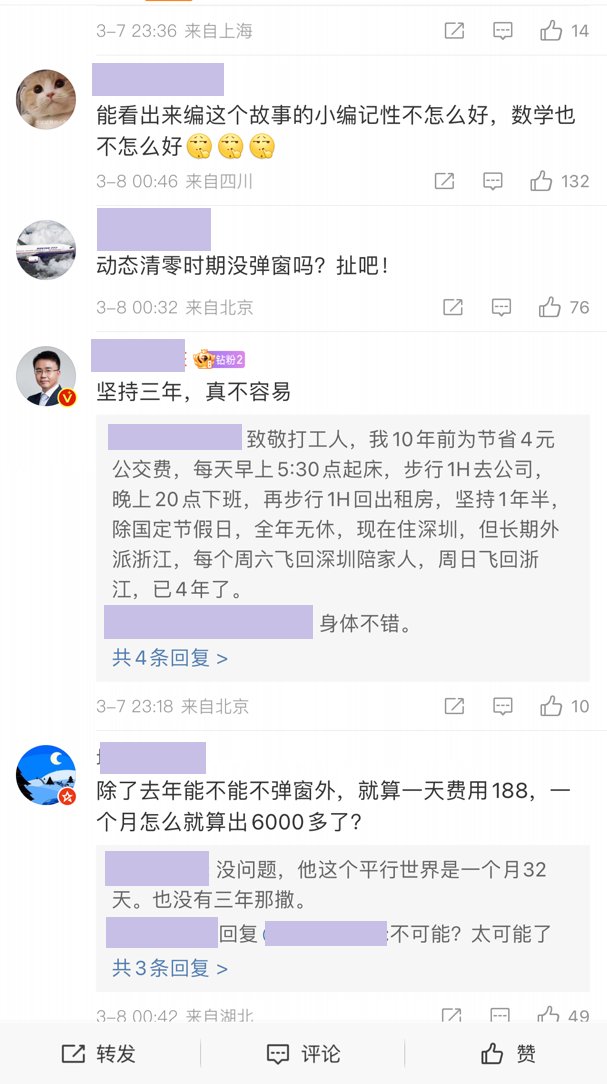 3-7 23:36 来自上海
14
能看出来编这个故事的小编记性不怎么好，数学也
不怎么好
3-8 00:46 来自四川
132
动态清零时期没弹窗吗？扯吧！
3-8 00:32 来自北京
76
钻粉2
坚持三年，真不容易
致敬打工人，我10年前为节省4元
公交费，每天早上5:30点起床，步行1H去公司，
晚上20点下班，再步行1H回出租房，坚持1年半，
除国定节假日，全年无休，现在住深圳，但长期外
派浙江，每个周六飞回深圳陪家人，周日飞回浙
江，已4年了。
身体不错。
共4条回复 >
3-7 23:18 来自北京
10
除了去年能不能不弹窗外，就算一天费用188，一
个月怎么就算出6000多了？
没问题，他这个平行世界是一个月32
天。也没有三年那撒。
回复
:不可能？太可能了
共3条回复 >
3-8 00:42 来自湖北
49
转发
评论
赞